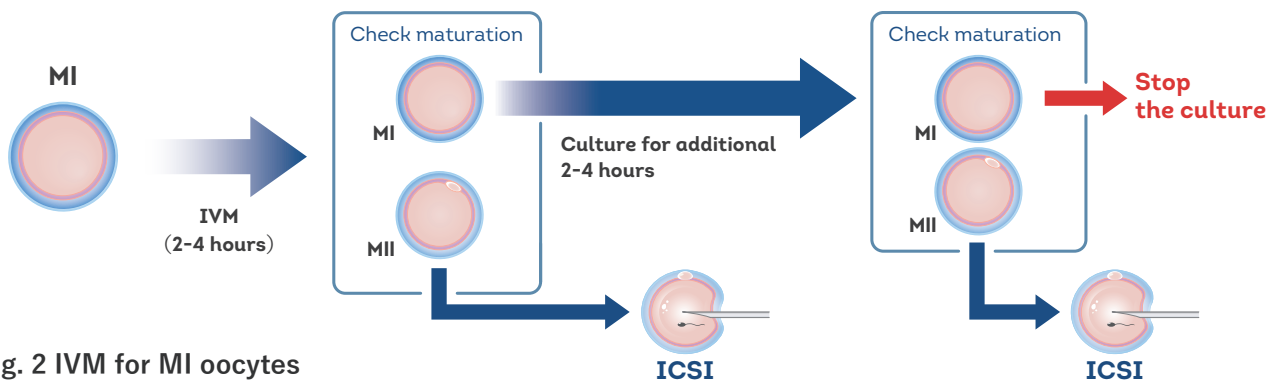 MI
IVM
(2-4 hours)
Check maturation
MI
MII
Culture for additional
2-4 hours
ICSI
Check maturation
MI
MII
Stop
the culture
ICSI
g. 2 IVM for MI oocytes